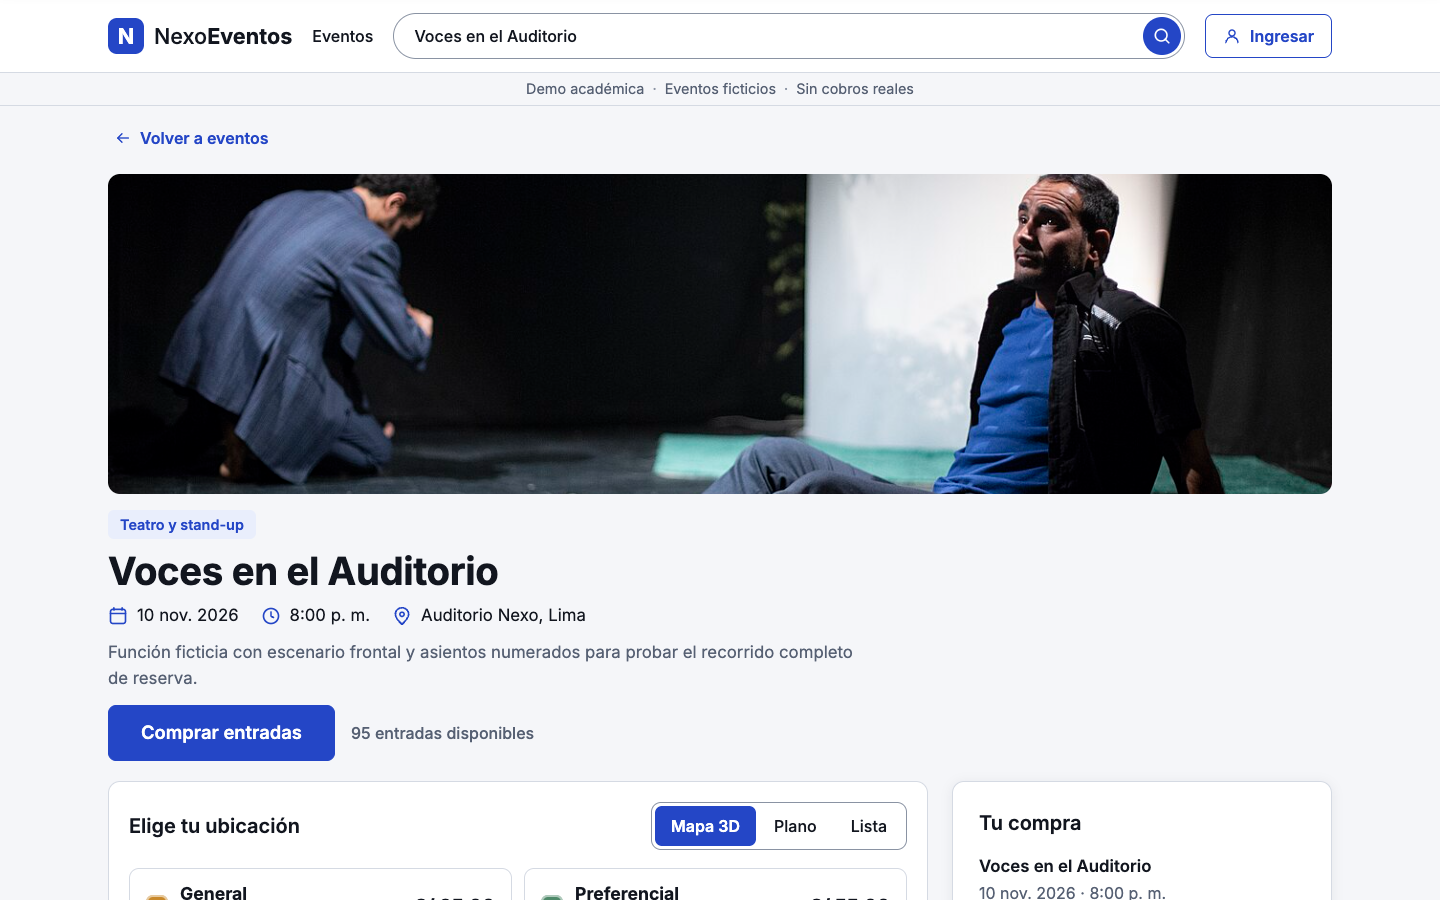 N NexoEventos Eventos Voces en el Auditorio Ingresar
Demo académica · Eventos ficticios · Sin cobros reales
← Volver a eventos
Teatro y stand-up
Voces en el Auditorio
10 nov. 2026 8:00 p. m. Auditorio Nexo, Lima
Función ficticia con escenario frontal y asientos numerados para probar el recorrido completo
de reserva.
Comprar entradas 95 entradas disponibles
Elige tu ubicación Mapa 3D Plano Lista
General Preferencial
Tu compra
Voces en el Auditorio
10 nov. 2026 · 8:00 p. m.